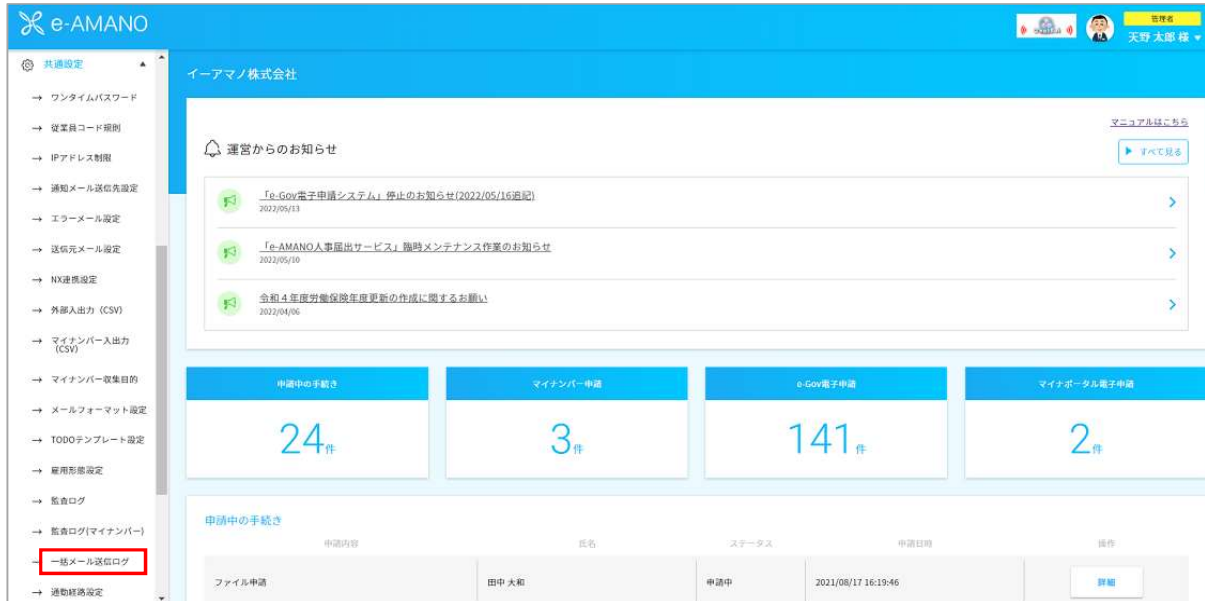 e-AMANO
管理者
天野 太郎 様 ▼
共通設定 ▲
イーアマノ株式会社
→ ワンタイムパスワード
→ 従業員コード規則
→ IPアドレス制限
→ 通知メール送信先設定
→ エラーメール設定
→ 送信元メール設定
→ NX連携設定
→ 外部入出力（CSV）
→ マイナンバー入出力
（CSV）
→ マイナンバー収集目的
→ メールフォーマット設定
→ TODOテンプレート設定
→ 雇用形態設定
→ 監査ログ
→ 監査ログ(マイナンバー)
一括メール送信ログ
→ 通勤経路設定
マニュアルはこちら
運営からのお知らせ
▶ すべて見る
「e-Gov電子申請システム」停止のお知らせ(2022/05/16追記)
2022/05/13
「e-AMANO人事届出サービス」臨時メンテナンス作業のお知らせ
2022/05/10
令和４年度労働保険年度更新の作成に関するお願い
2022/04/06
申請中の手続き
24件
マイナンバー申請
3件
e-Gov電子申請
141件
マイナポータル電子申請
2件
申請中の手続き
申請内容 氏名 ステータス 申請日時 操作
ファイル申請 田中 大和 申請中 2021/08/17 16:19:46 詳細